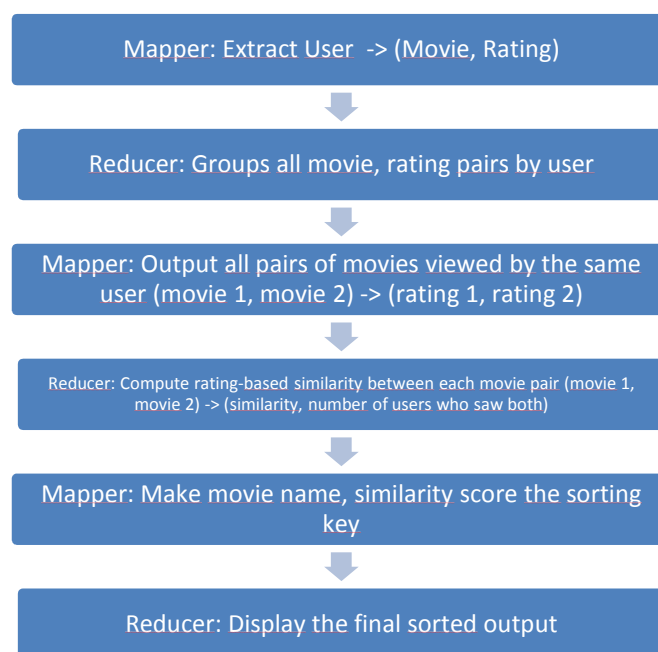 Mapper: Extract User -> (Movie, Rating)
Reducer: Groups all movie, rating pairs by user
Mapper: Output all pairs of movies viewed by the same
user (movie 1, movie 2) -> (rating 1, rating 2)
Reducer: Compute rating-based similarity between each movie pair (movie 1,
movie 2) -> (similarity, number of users who saw both)
Mapper: Make movie name, similarity score the sorting
key
Reducer: Display the final sorted output